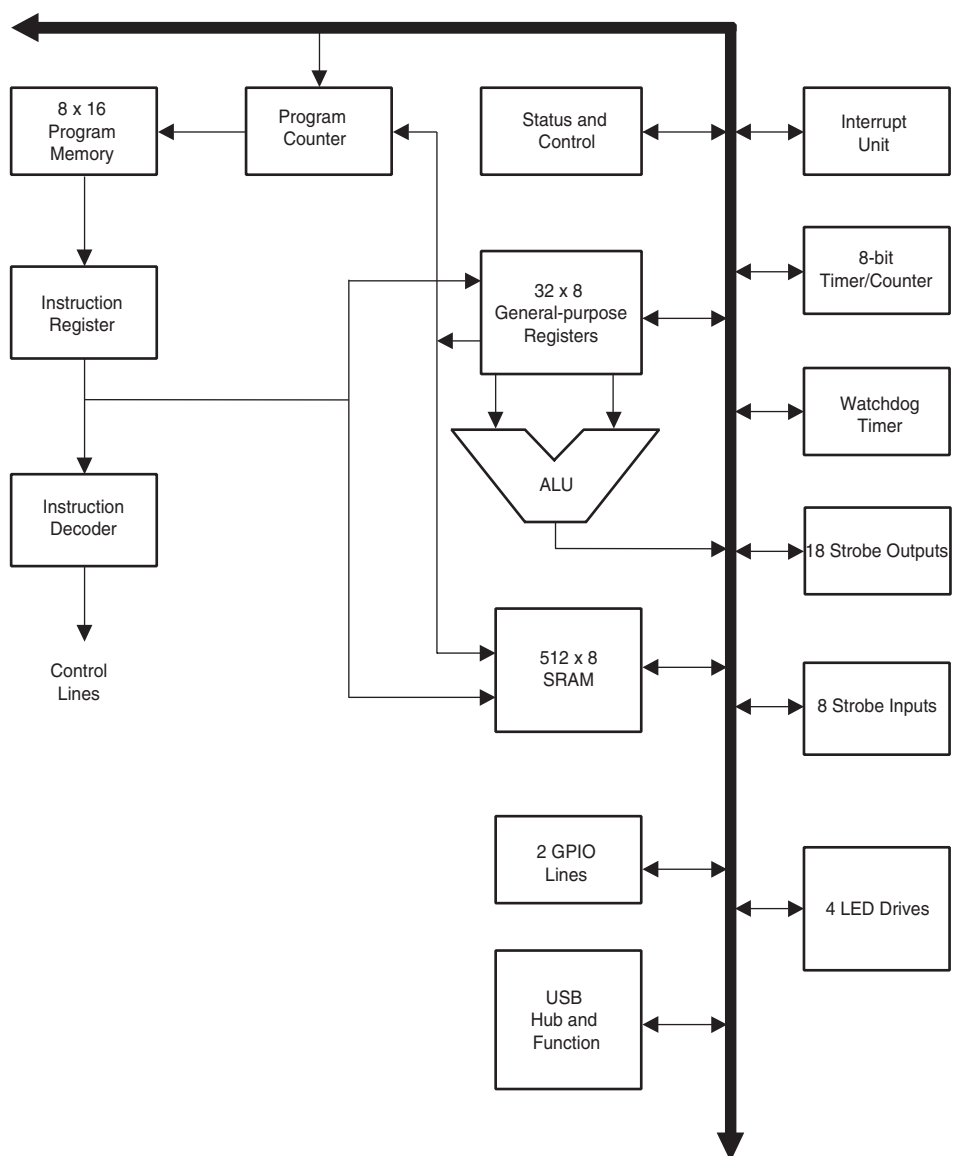 8 x 16
Program
Memory
Program
Counter
Status and
Control
Interrupt
Unit
Instruction
Register
32 x 8
General-purpose
Registers
8-bit
Timer/Counter
Watchdog
Timer
ALU
Instruction
Decoder
18 Strobe Outputs
Control
Lines
512 x 8
SRAM
8 Strobe Inputs
2 GPIO
Lines
4 LED Drives
USB
Hub and
Function